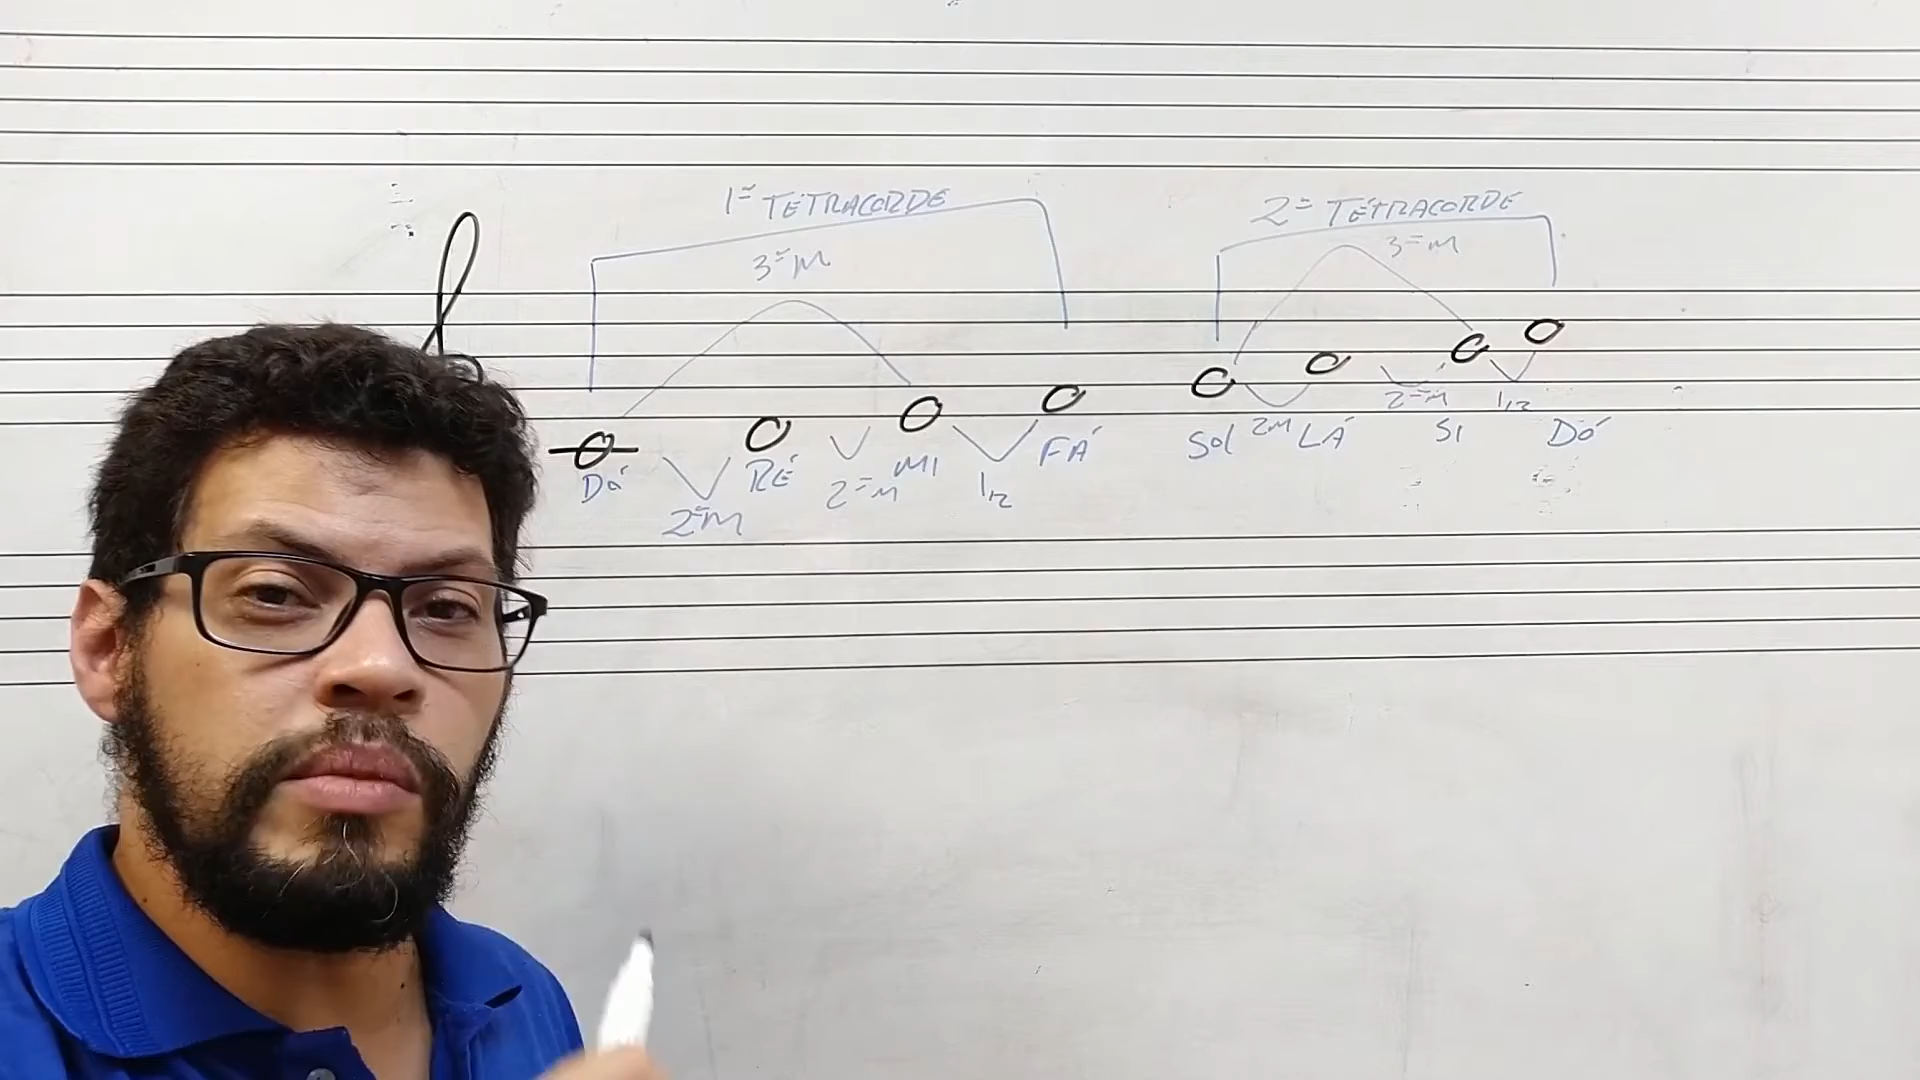 1ª TETRACORDE
2ª TETRACORDE
3ª M
3ª M
DÓ RÉ MI FÁ SOL LÁ SI DÓ
2ª M 2ª M 1/2 2M 2ª M 1/2